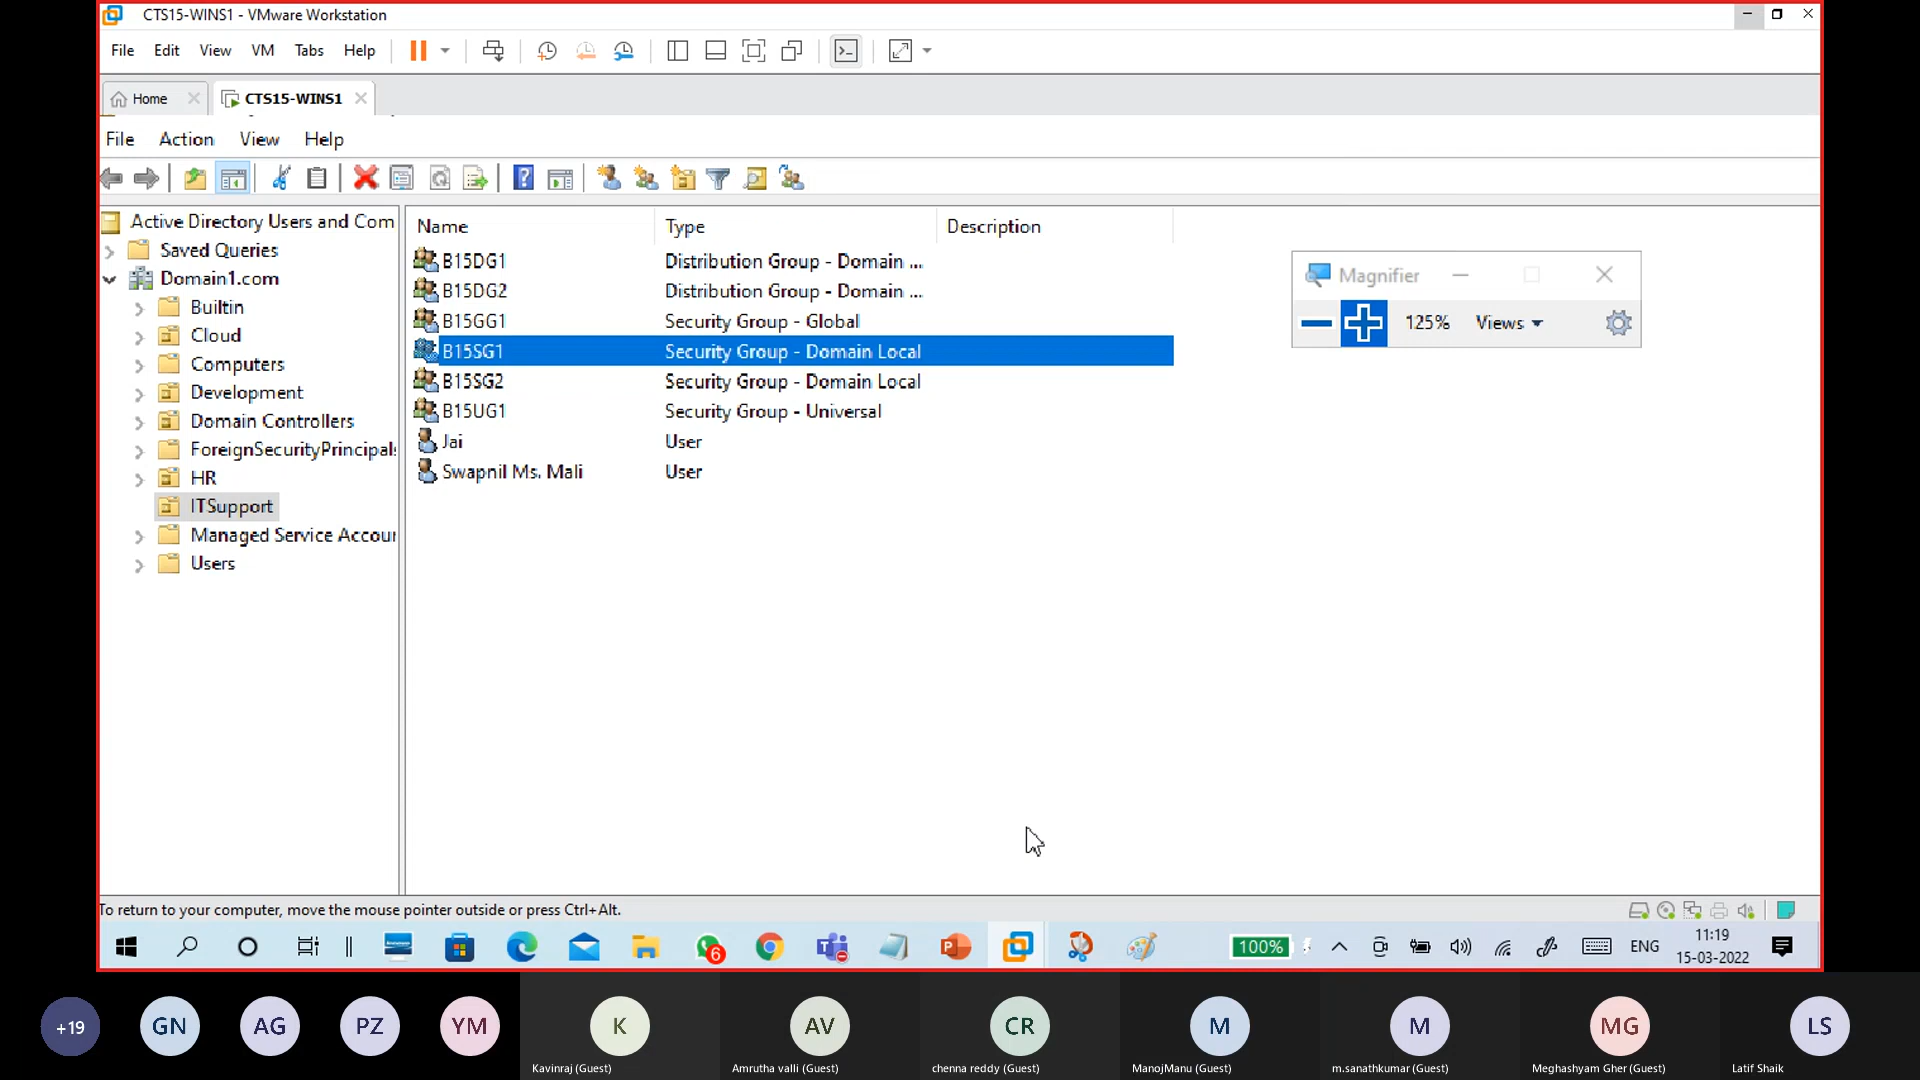 CTS15-WINS1 - VMware Workstation
File Edit View VM Tabs Help
Home CTS15-WINS1
File Action View Help
Active Directory Users and Com
Saved Queries
Domain1.com
Builtin
Cloud
Computers
Development
Domain Controllers
ForeignSecurityPrincipals
HR
ITSupport
Managed Service Accoun
Users
Name Type Description
B15DG1 Distribution Group - Domain ...
B15DG2 Distribution Group - Domain ...
B15GG1 Security Group - Global
B15SG1 Security Group - Domain Local
B15SG2 Security Group - Domain Local
B15UG1 Security Group - Universal
Jai User
Swapnil Ms. Mali User
Magnifier
125% Views
To return to your computer, move the mouse pointer outside or press Ctrl+Alt.
6
100%
ENG
11:19
15-03-2022
+19 GN AG PZ YM K AV CR M M MG LS
Kavinraj (Guest) Amrutha valli (Guest) chenna reddy (Guest) ManojManu (Guest) m.sanathkumar (Guest) Meghashyam Gher (Guest) Latif Shaik